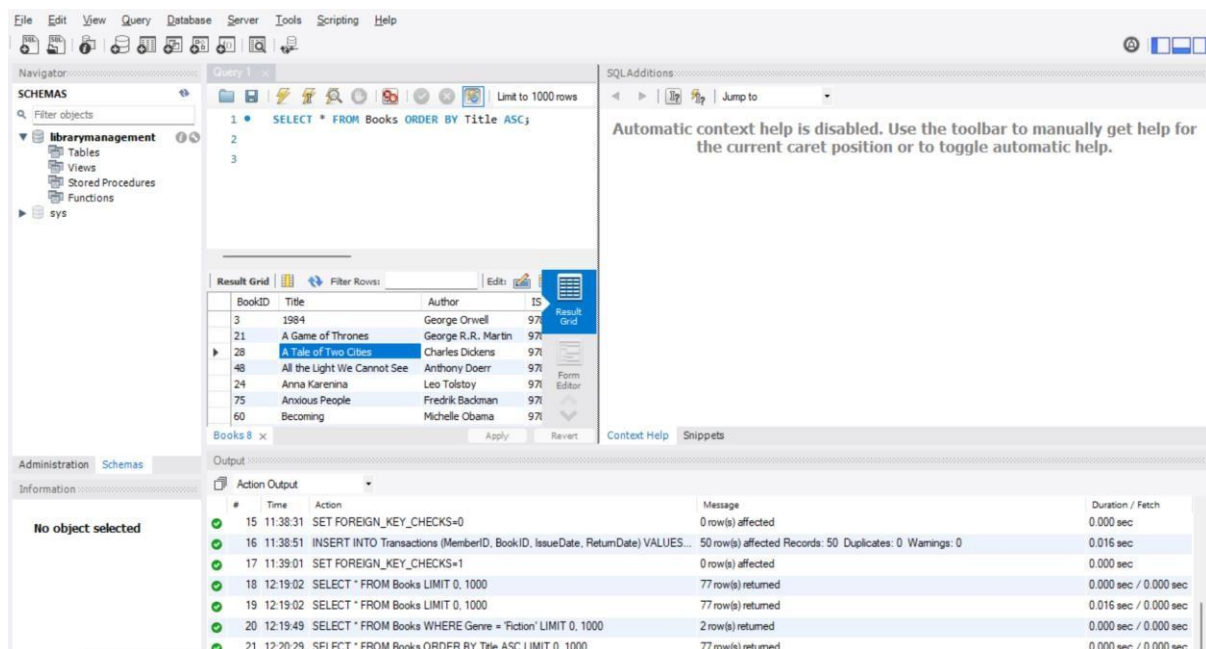 File Edit View Query Database Server Tools Scripting Help
Navigator
SCHEMAS
Filter objects
librarymanagement
Tables
Views
Stored Procedures
Functions
sys
Administration Schemas
Information
No object selected
Query 1
Limit to 1000 rows
1 SELECT * FROM Books ORDER BY Title ASC;
2
3
Result Grid Filter Rows: Edit:
BookID Title Author IS
3 1984 George Orwell 978
21 A Game of Thrones George R.R. Martin 978
28 A Tale of Two Cities Charles Dickens 978
48 All the Light We Cannot See Anthony Doerr 978
24 Anna Karenina Leo Tolstoy 978
75 Anxious People Fredrik Backman 978
60 Becoming Michelle Obama 978
Result Grid
Form Editor
Books 8 Apply Revert
SQLAdditions
Jump to
Automatic context help is disabled. Use the toolbar to manually get help for
the current caret position or to toggle automatic help.
Context Help Snippets
Output
Action Output
# Time Action Message Duration / Fetch
15 11:38:31 SET FOREIGN_KEY_CHECKS=0 0 row(s) affected 0.000 sec
16 11:38:51 INSERT INTO Transactions (MemberID, BookID, IssueDate, ReturnDate) VALUES... 50 row(s) affected Records: 50 Duplicates: 0 Warnings: 0 0.016 sec
17 11:39:01 SET FOREIGN_KEY_CHECKS=1 0 row(s) affected 0.000 sec
18 12:19:02 SELECT * FROM Books LIMIT 0, 1000 77 row(s) returned 0.000 sec / 0.000 sec
19 12:19:02 SELECT * FROM Books LIMIT 0, 1000 77 row(s) returned 0.016 sec / 0.000 sec
20 12:19:49 SELECT * FROM Books WHERE Genre = 'Fiction' LIMIT 0, 1000 2 row(s) returned 0.000 sec / 0.000 sec
21 12:20:29 SELECT * FROM Books ORDER BY Title ASC LIMIT 0, 1000 77 row(s) returned 0.000 sec / 0.000 sec